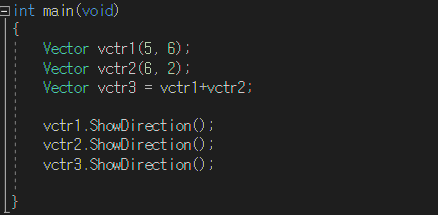 int main(void)
{
Vector vctr1(5, 6);
Vector vctr2(6, 2);
Vector vctr3 = vctr1+vctr2;
vctr1.ShowDirection();
vctr2.ShowDirection();
vctr3.ShowDirection();
}